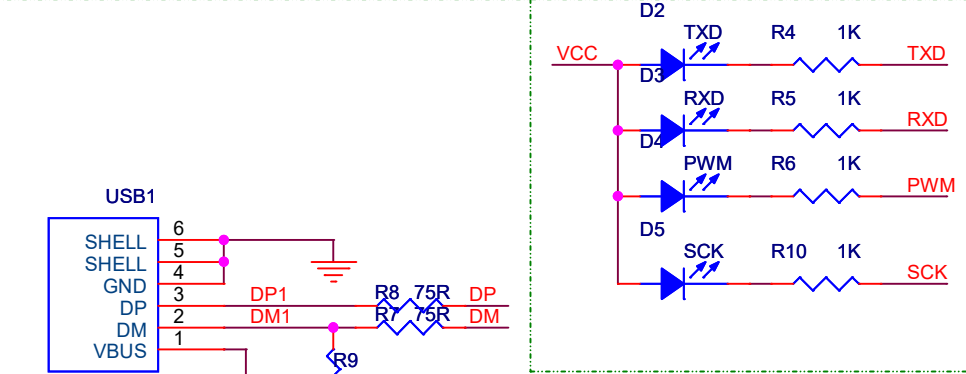 D2
TXD R4 1K
VCC TXD
D3
RXD R5 1K
RXD
D4
PWM R6 1K
PWM
USB1
D5
6
SHELL SCK R10 1K
5
SHELL SCK
4
GND
3 DP1 R8 75R DP
DP
2 DM1 R7 75R DM
DM
1
VBUS R9